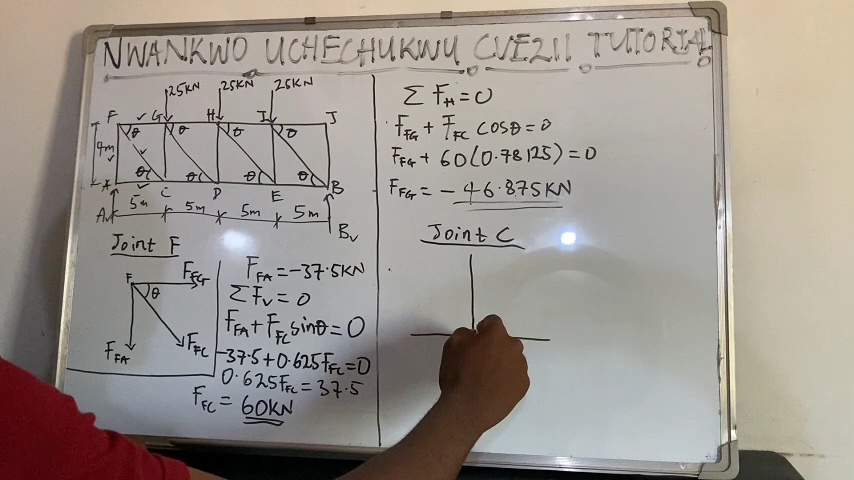 NWANKWO UCHECHUKWU CVE211 TUTORIAL
25KN 25KN 25KN
F G H I J
θ θ θ θ
4m
θ θ θ θ
A C D E B
Av 5m 5m 5m 5m Bv
Joint F
F FFG
θ
FFA FFC
FFA = -37.5KN
ΣFv = 0
FFA + FFC sinθ = 0
-37.5 + 0.625FFC = 0
0.625FFC = 37.5
FFC = 60KN
ΣFH = 0
FFG + FFC cosθ = 0
FFG + 60(0.78125) = 0
FFG = -46.875KN
Joint C